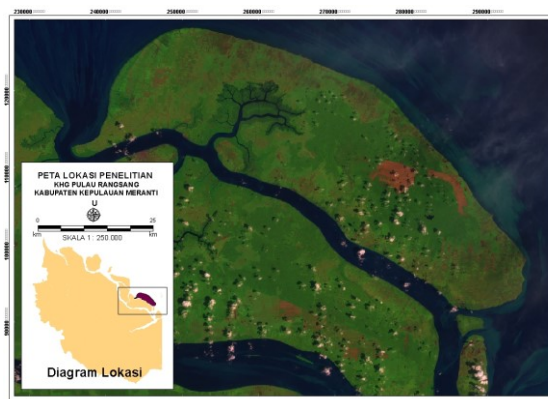 230000 240000 250000 260000 270000 280000 290000
120000
110000
100000
90000
PETA LOKASI PENELITIAN
KHG PULAU RANGSANG
KABUPATEN KEPULAUAN MERANTI
U
0 25
km km
SKALA 1 : 250.000
Diagram Lokasi